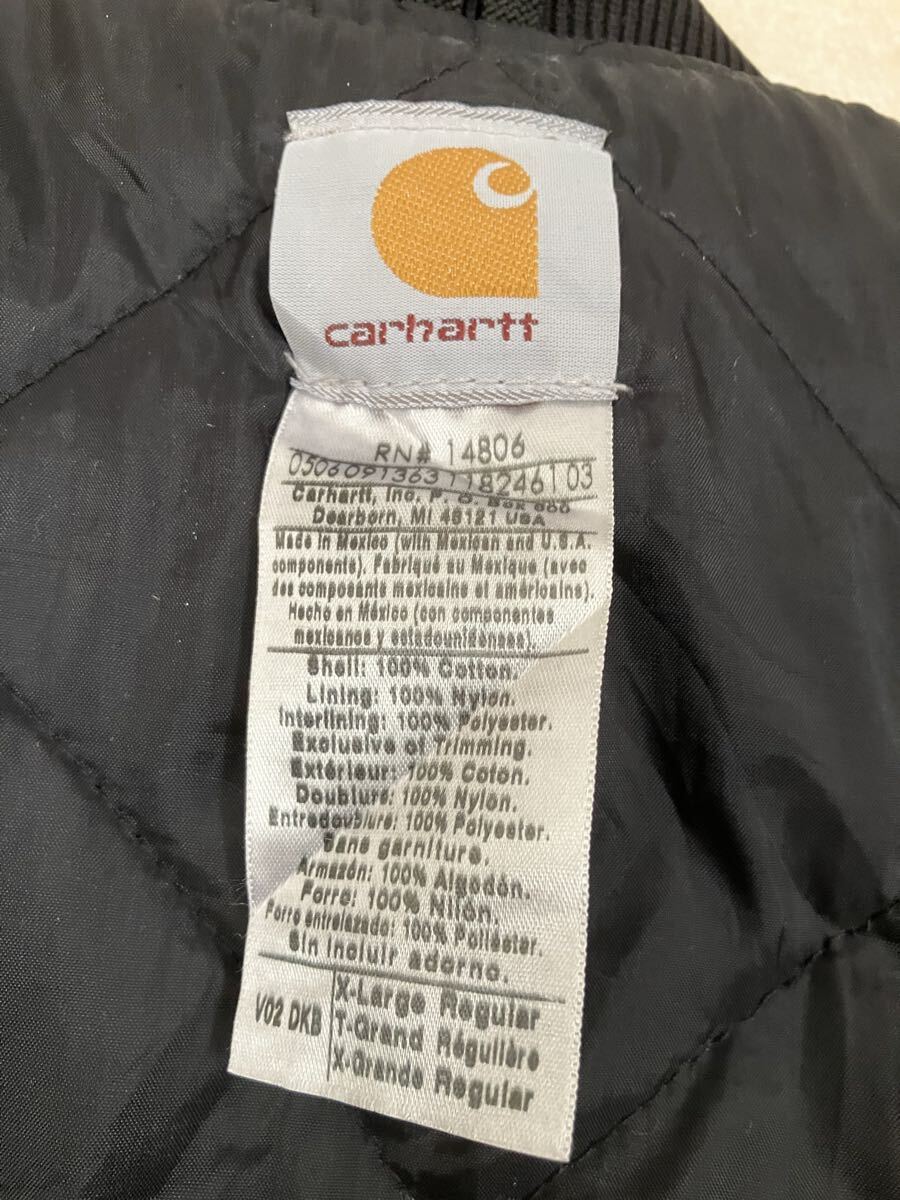 carhartt
RN# 14806
0506091363118246103
Carhartt, Inc. P. O. Box 600
Dearborn, MI 48121 USA
Made in Mexico (with Mexican and U.S.A.
components). Fabriqué au Mexique (avec
des composants mexicains et américains).
Hecho en México (con componentes
mexicanos y estadounidenses).
Shell: 100% Cotton.
Lining: 100% Nylon.
Interlining: 100% Polyester.
Exclusive of Trimming.
Extérieur: 100% Coton.
Doublure: 100% Nylon.
Entredoublure: 100% Polyester.
Sans garniture.
Armazón: 100% Algodón.
Forro: 100% Nilón.
Forro entrelazado: 100% Poliéster.
Sin incluir adorno.
V02 DKB
X-Large Regular
T-Grand Régulière
X-Grande Regular